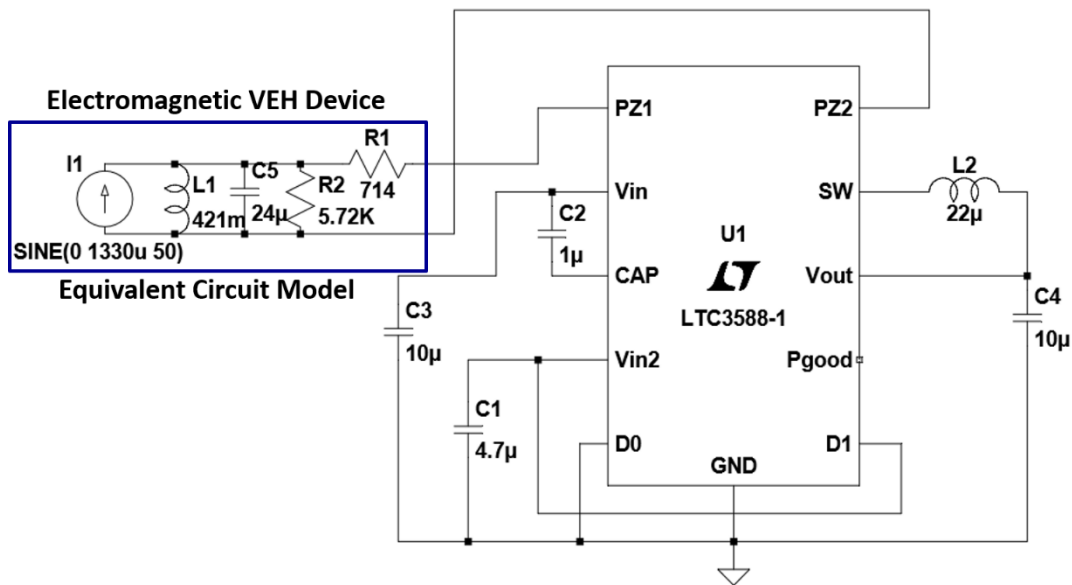 Electromagnetic VEH Device
I1
L1
421m
C5
24µ
R2
5.72K
R1
714
SINE(0 1330u 50)
Equivalent Circuit Model
C3
10µ
C2
1µ
C1
4.7µ
PZ1
Vin
CAP
Vin2
D0
GND
U1
LT
LTC3588-1
PZ2
SW
Vout
Pgood
D1
L2
22µ
C4
10µ